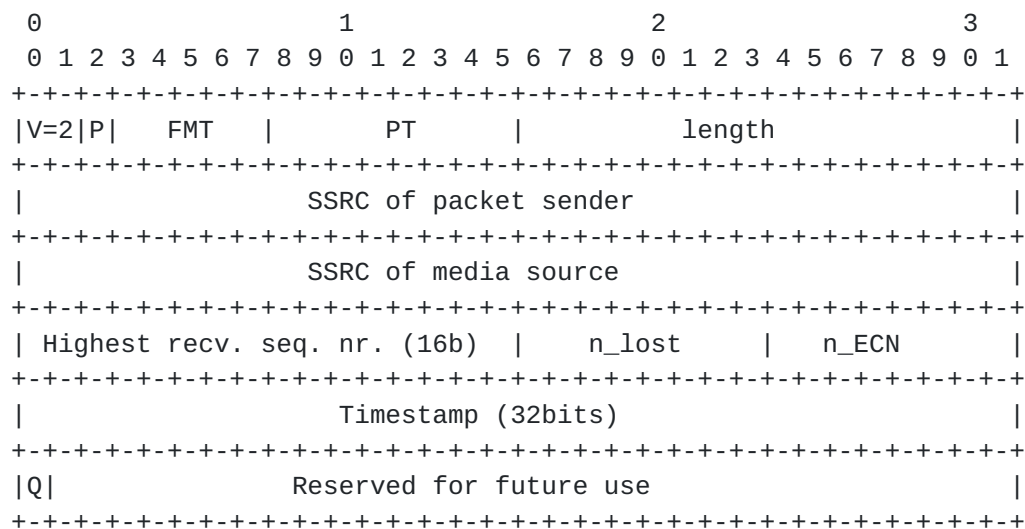 0                   1                   2                   3
 0 1 2 3 4 5 6 7 8 9 0 1 2 3 4 5 6 7 8 9 0 1 2 3 4 5 6 7 8 9 0 1
+-+-+-+-+-+-+-+-+-+-+-+-+-+-+-+-+-+-+-+-+-+-+-+-+-+-+-+-+-+-+-+-+
|V=2|P|   FMT   |       PT      |          length               |
+-+-+-+-+-+-+-+-+-+-+-+-+-+-+-+-+-+-+-+-+-+-+-+-+-+-+-+-+-+-+-+-+
|                  SSRC of packet sender                        |
+-+-+-+-+-+-+-+-+-+-+-+-+-+-+-+-+-+-+-+-+-+-+-+-+-+-+-+-+-+-+-+-+
|                  SSRC of media source                         |
+-+-+-+-+-+-+-+-+-+-+-+-+-+-+-+-+-+-+-+-+-+-+-+-+-+-+-+-+-+-+-+-+
| Highest recv. seq. nr. (16b)  |    n_lost     |   n_ECN       |
+-+-+-+-+-+-+-+-+-+-+-+-+-+-+-+-+-+-+-+-+-+-+-+-+-+-+-+-+-+-+-+-+
|                    Timestamp (32bits)                         |
+-+-+-+-+-+-+-+-+-+-+-+-+-+-+-+-+-+-+-+-+-+-+-+-+-+-+-+-+-+-+-+-+
|Q|               Reserved for future use                       |
+-+-+-+-+-+-+-+-+-+-+-+-+-+-+-+-+-+-+-+-+-+-+-+-+-+-+-+-+-+-+-+-+